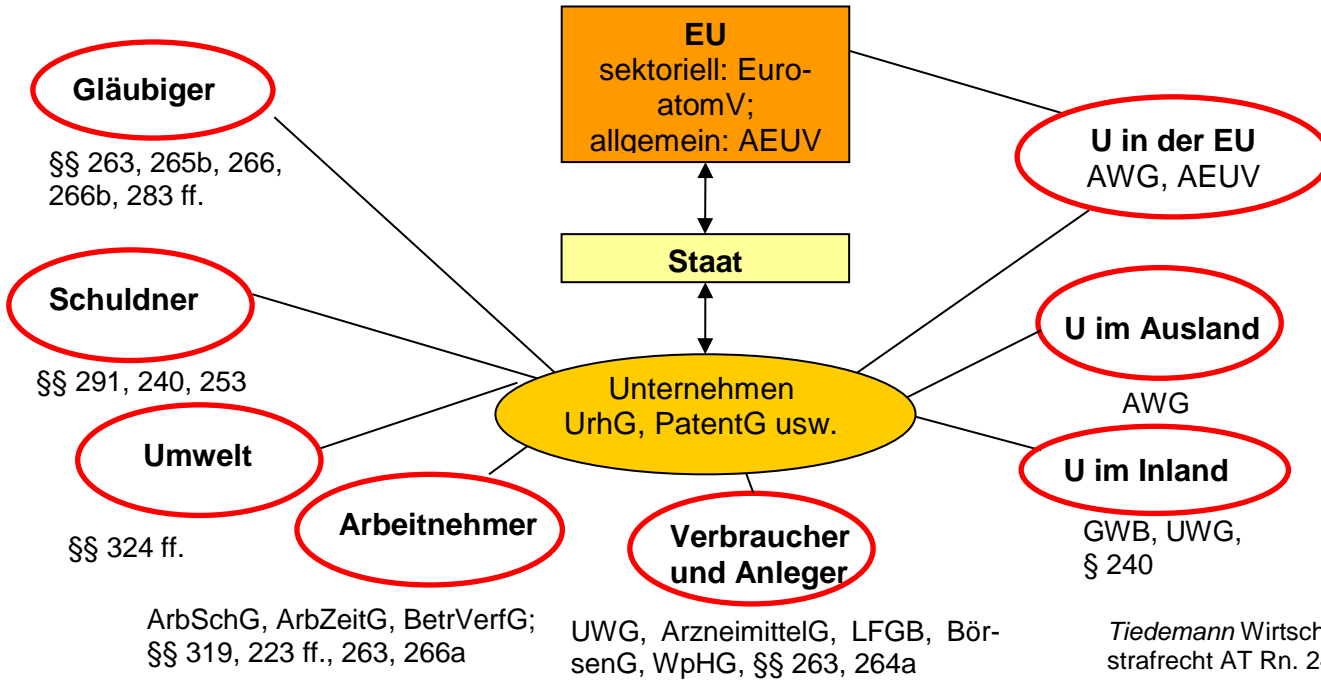 EU
sektoriell: Euro-
atomV;
allgemein: AEUV
Gläubiger
§§ 263, 265b, 266,
266b, 283 ff.
U in der EU
AWG, AEUV
Staat
Schuldner
§§ 291, 240, 253
U im Ausland
AWG
Unternehmen
UrhG, PatentG usw.
Umwelt
§§ 324 ff.
U im Inland
GWB, UWG,
§ 240
Arbeitnehmer
ArbSchG, ArbZeitG, BetrVerfG;
§§ 319, 223 ff., 263, 266a
Verbraucher
und Anleger
UWG, ArzneimittelG, LFGB, Bör-
senG, WpHG, §§ 263, 264a
Tiedemann Wirtsch
strafrecht AT Rn.